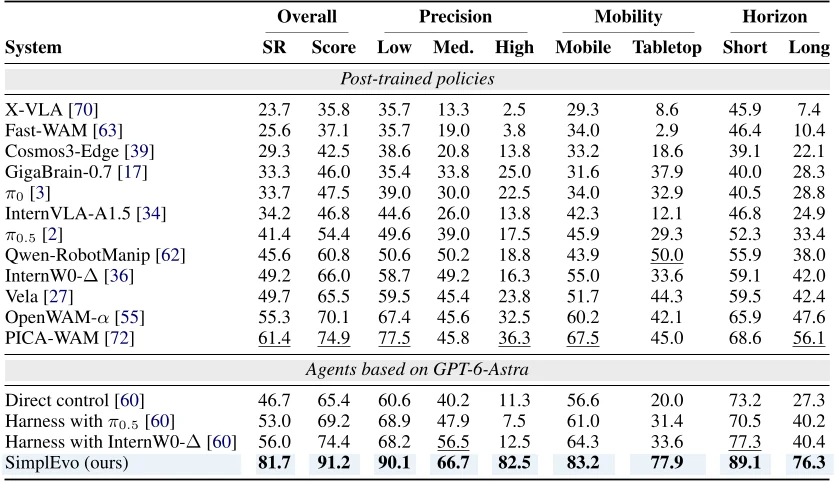 Overall Precision Mobility Horizon
System SR Score Low Med. High Mobile Tabletop Short Long
Post-trained policies
X-VLA [70] 23.7 35.8 35.7 13.3 2.5 29.3 8.6 45.9 7.4
Fast-WAM [63] 25.6 37.1 35.7 19.0 3.8 34.0 2.9 46.4 10.4
Cosmos3-Edge [39] 29.3 42.5 38.6 20.8 13.8 33.2 18.6 39.1 22.1
GigaBrain-0.7 [17] 33.3 46.0 35.4 33.8 25.0 31.6 37.9 40.0 28.3
π₀ [3] 33.7 47.5 39.0 30.0 22.5 34.0 32.9 40.5 28.8
InternVLA-A1.5 [34] 34.2 46.8 44.6 26.0 13.8 42.3 12.1 46.8 24.9
π₀.₅ [2] 41.4 54.4 49.6 39.0 17.5 45.9 29.3 52.3 33.4
Qwen-RobotManip [62] 45.6 60.8 50.6 50.2 18.8 43.9 50.0 55.9 38.0
InternW0-Δ [36] 49.2 66.0 58.7 49.2 16.3 55.0 33.6 59.1 42.0
Vela [27] 49.7 65.5 59.5 45.4 23.8 51.7 44.3 59.5 42.4
OpenWAM-α [55] 55.3 70.1 67.4 45.6 32.5 60.2 42.1 65.9 47.6
PICA-WAM [72] 61.4 74.9 77.5 45.8 36.3 67.5 45.0 68.6 56.1
Agents based on GPT-6-Astra
Direct control [60] 46.7 65.4 60.6 40.2 11.3 56.6 20.0 73.2 27.3
Harness with π₀.₅ [60] 53.0 69.2 68.9 47.9 7.5 61.0 31.4 70.5 40.2
Harness with InternW0-Δ [60] 56.0 74.4 68.2 56.5 12.5 64.3 33.6 77.3 40.4
SimplEvo (ours) 81.7 91.2 90.1 66.7 82.5 83.2 77.9 89.1 76.3